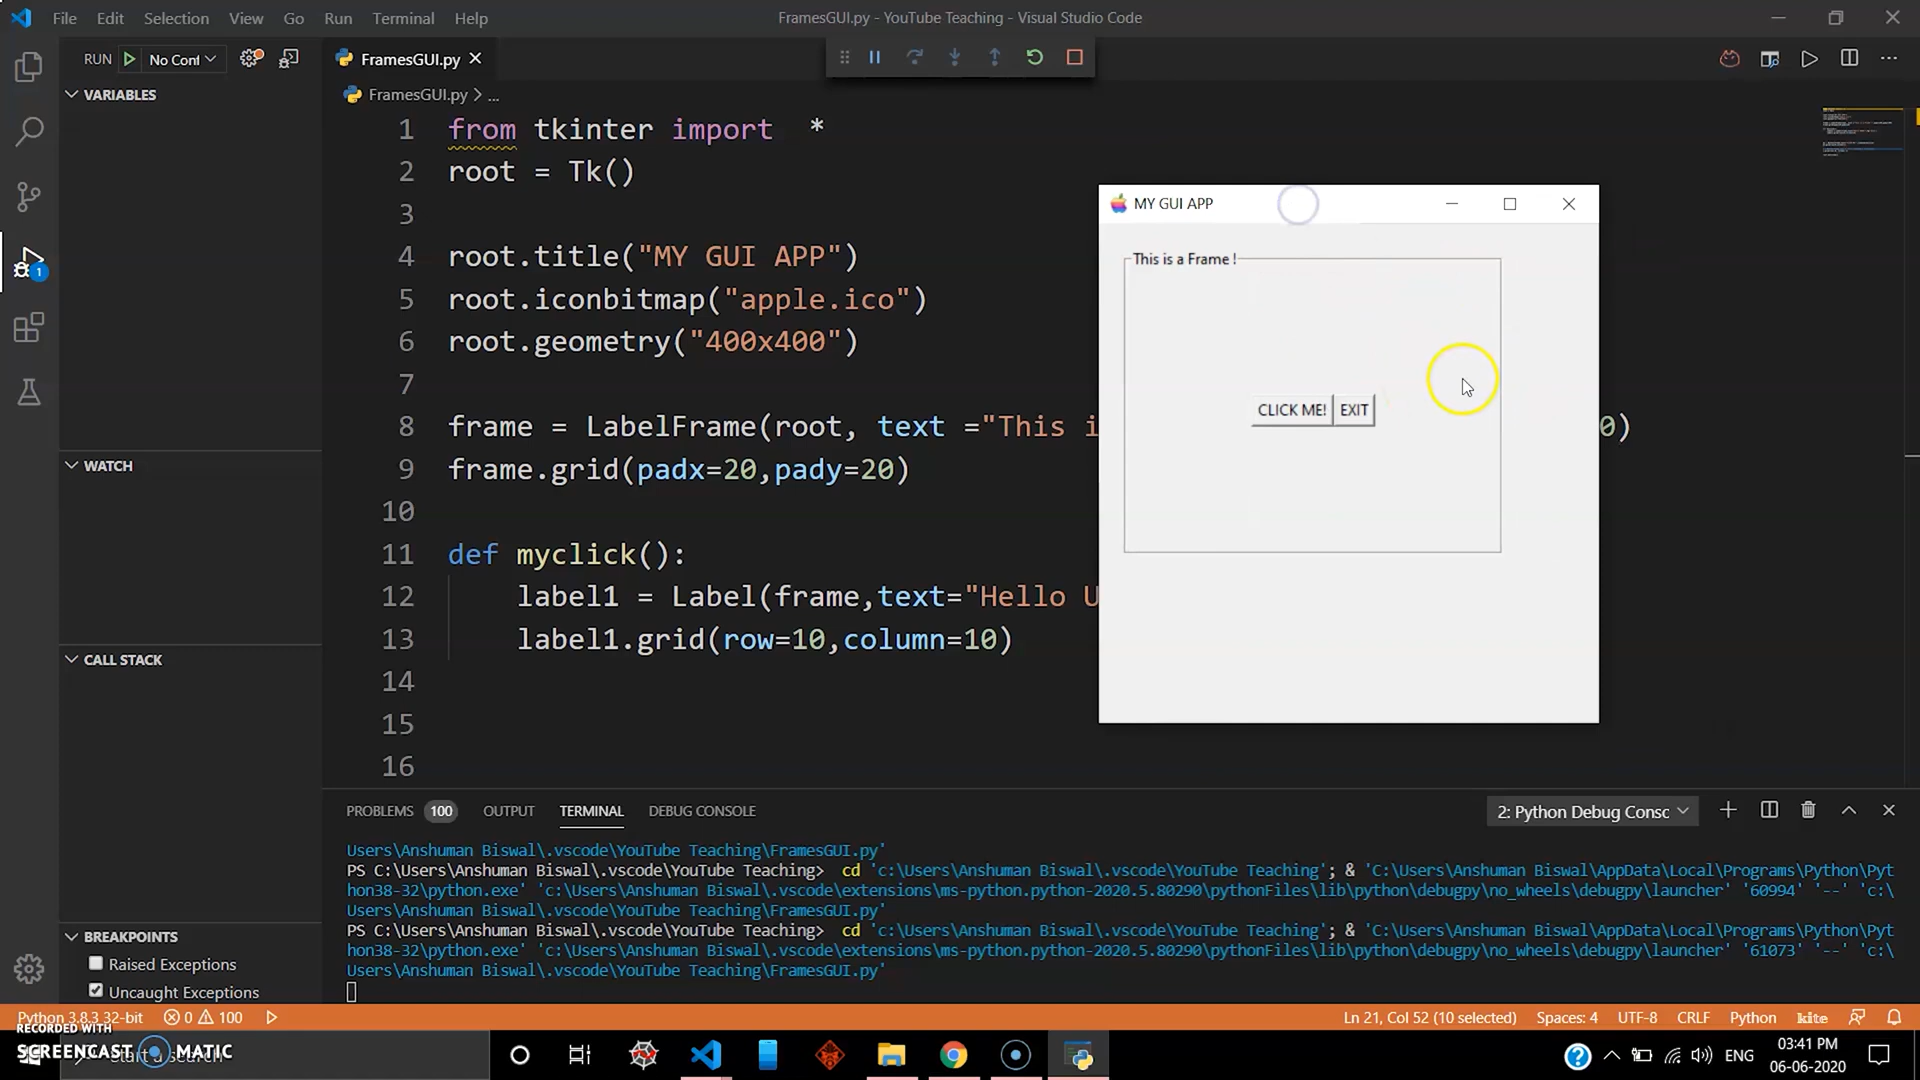 File Edit Selection View Go Run Terminal Help FramesGUI.py - YouTube Teaching - Visual Studio Code
RUN No Conf FramesGUI.py
VARIABLES
FramesGUI.py > ...
1 from tkinter import *
2 root = Tk()
3
4 root.title("MY GUI APP")
5 root.iconbitmap("apple.ico")
6 root.geometry("400x400")
7
8 frame = LabelFrame(root, text ="This i 0)
9 frame.grid(padx=20,pady=20)
10
11 def myclick():
12 label1 = Label(frame,text="Hello U
13 label1.grid(row=10,column=10)
14
15
16
MY GUI APP
This is a Frame !
CLICK ME! EXIT
WATCH
CALL STACK
BREAKPOINTS
Raised Exceptions
Uncaught Exceptions
PROBLEMS 100 OUTPUT TERMINAL DEBUG CONSOLE 2: Python Debug Consc
Users\Anshuman Biswal\.vscode\YouTube Teaching\FramesGUI.py'
PS C:\Users\Anshuman Biswal\.vscode\YouTube Teaching> cd 'c:\Users\Anshuman Biswal\.vscode\YouTube Teaching'; & 'C:\Users\Anshuman Biswal\AppData\Local\Programs\Python\Pyt
hon38-32\python.exe' 'c:\Users\Anshuman Biswal\.vscode\extensions\ms-python.python-2020.5.80290\pythonFiles\lib\python\debugpy\no_wheels\debugpy\launcher' '60994' '--' 'c:\
Users\Anshuman Biswal\.vscode\YouTube Teaching\FramesGUI.py'
PS C:\Users\Anshuman Biswal\.vscode\YouTube Teaching> cd 'c:\Users\Anshuman Biswal\.vscode\YouTube Teaching'; & 'C:\Users\Anshuman Biswal\AppData\Local\Programs\Python\Pyt
hon38-32\python.exe' 'c:\Users\Anshuman Biswal\.vscode\extensions\ms-python.python-2020.5.80290\pythonFiles\lib\python\debugpy\no_wheels\debugpy\launcher' '61073' '--' 'c:\
Users\Anshuman Biswal\.vscode\YouTube Teaching\FramesGUI.py'
Python 3.8.3 32-bit 0 100 Ln 21, Col 52 (10 selected) Spaces: 4 UTF-8 CRLF Python kite
RECORDED WITH
SCREENCAST MATIC
Start a search
ENG 03:41 PM
06-06-2020